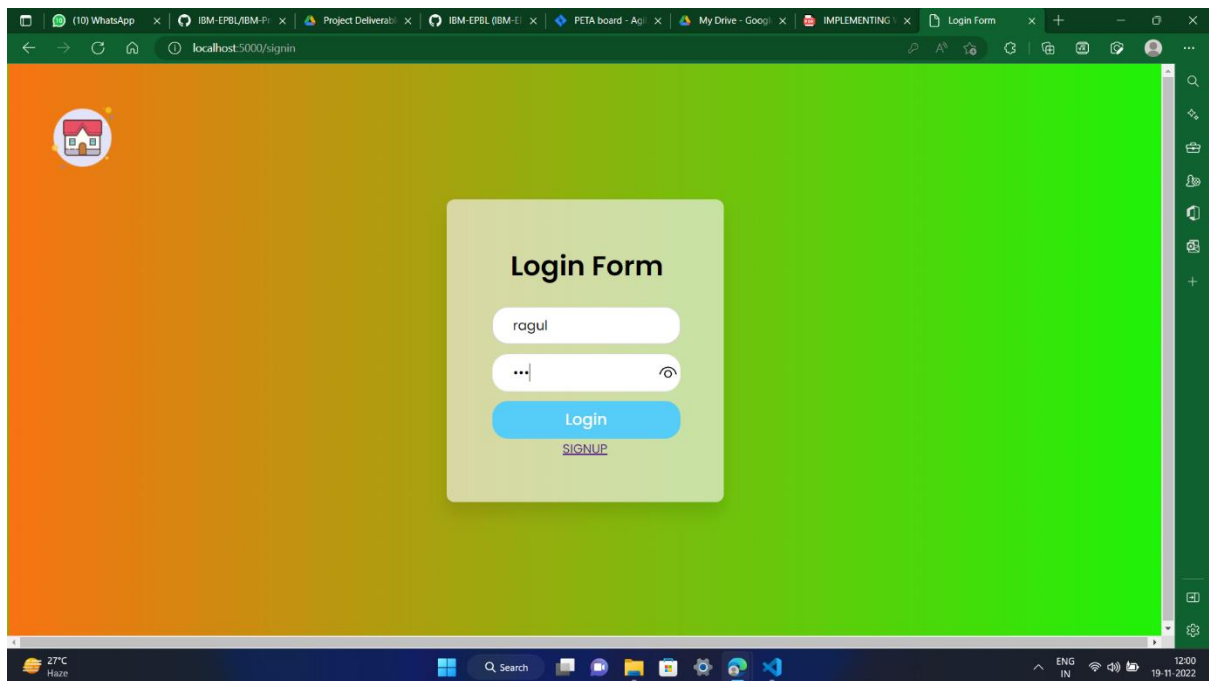 (10) WhatsApp
IBM-EPBL/IBM-Pr
Project Deliverabl
IBM-EPBL (IBM-E
PETA board - Agil
My Drive - Googl
IMPLEMENTING
Login Form
localhost:5000/signin
Login Form
ragul
•••
Login
SIGNUP
27°C
Haze
Search
ENG
IN
12:00
19-11-2022